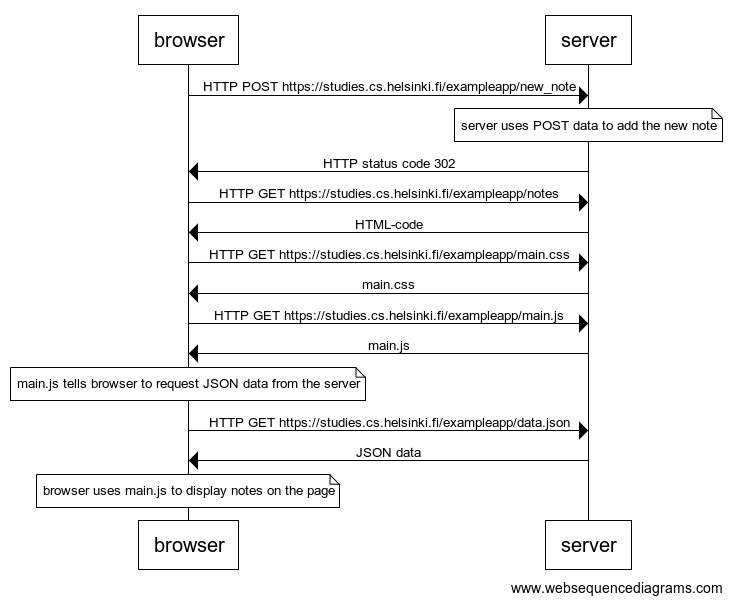 browser
server
HTTP POST https://studies.cs.helsinki.fi/exampleapp/new_note
server uses POST data to add the new note
HTTP status code 302
HTTP GET https://studies.cs.helsinki.fi/exampleapp/notes
HTML-code
HTTP GET https://studies.cs.helsinki.fi/exampleapp/main.css
main.css
HTTP GET https://studies.cs.helsinki.fi/exampleapp/main.js
main.js
main.js tells browser to request JSON data from the server
HTTP GET https://studies.cs.helsinki.fi/exampleapp/data.json
JSON data
browser uses main.js to display notes on the page
browser
server
www.websequencediagrams.com